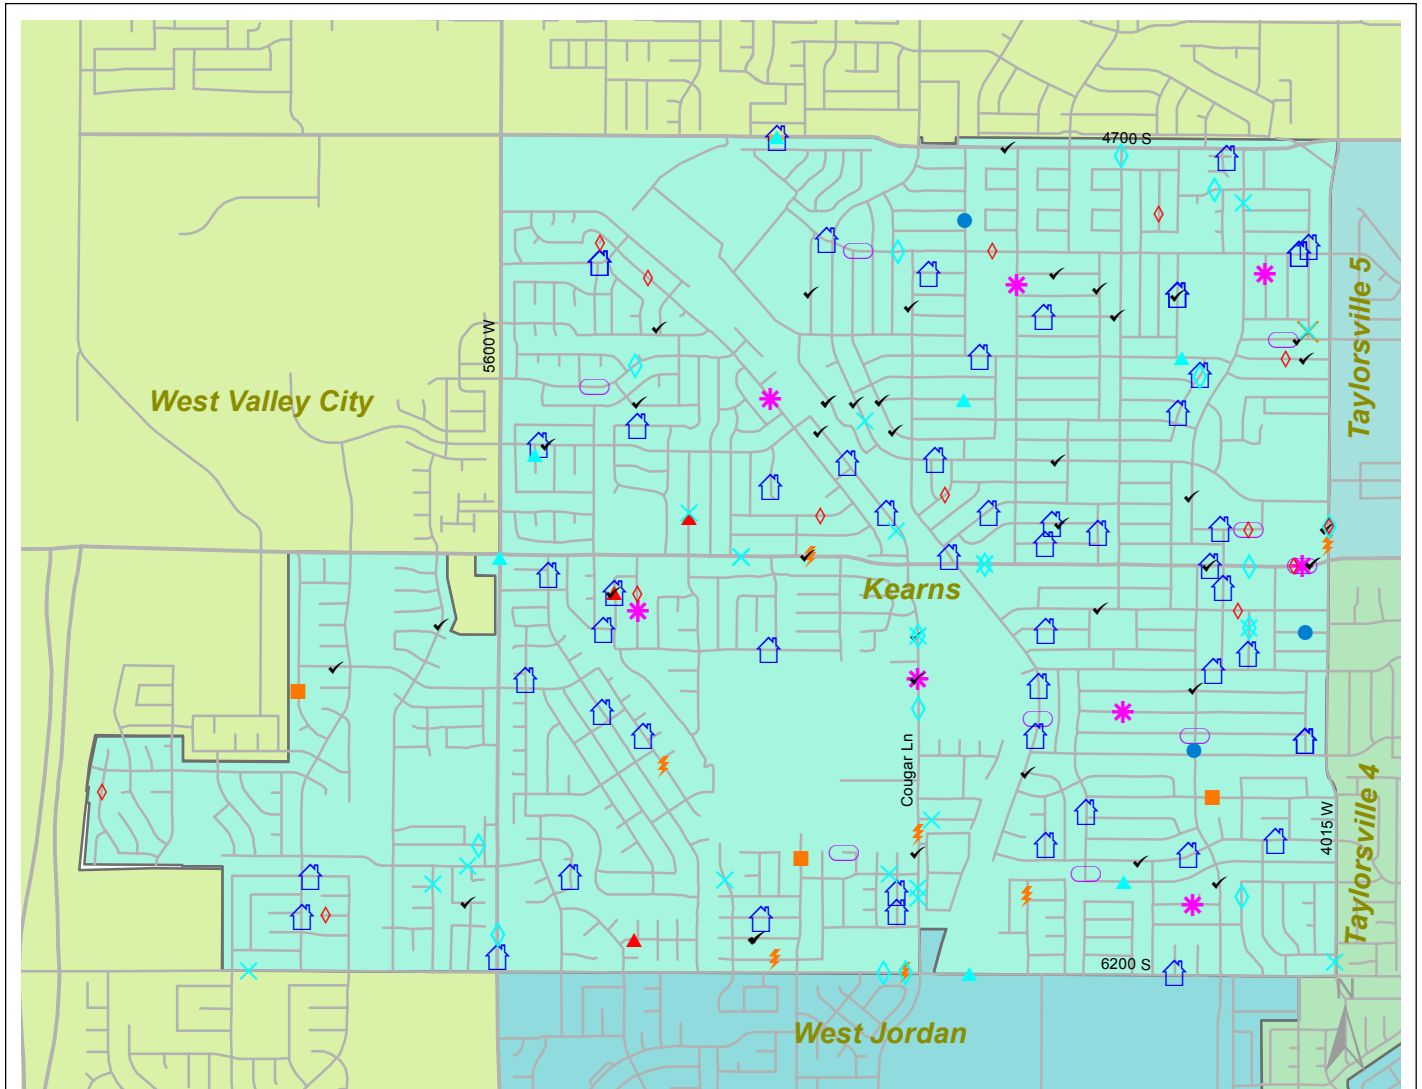 4700 S
Taylorsville 5
5600 W
West Valley City
Kearns
Cougar Ln
4015 W
Taylorsville 4
6200 S
N
West Jordan